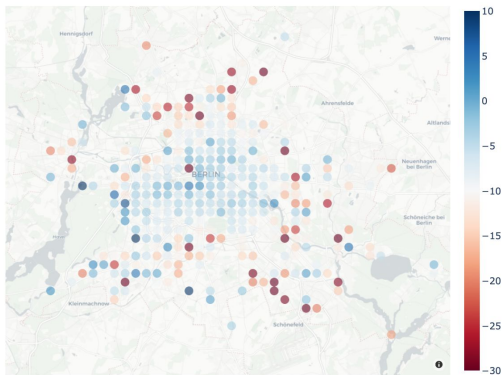 Hennigsdorf
Wern
Ahrensfelde
Altlands
Neuenhagen
bei Berlin
BERLIN
Schöneiche bei
Berlin
Kleinmachnow
Schönefeld
10
5
0
−5
−10
−15
−20
−25
−30